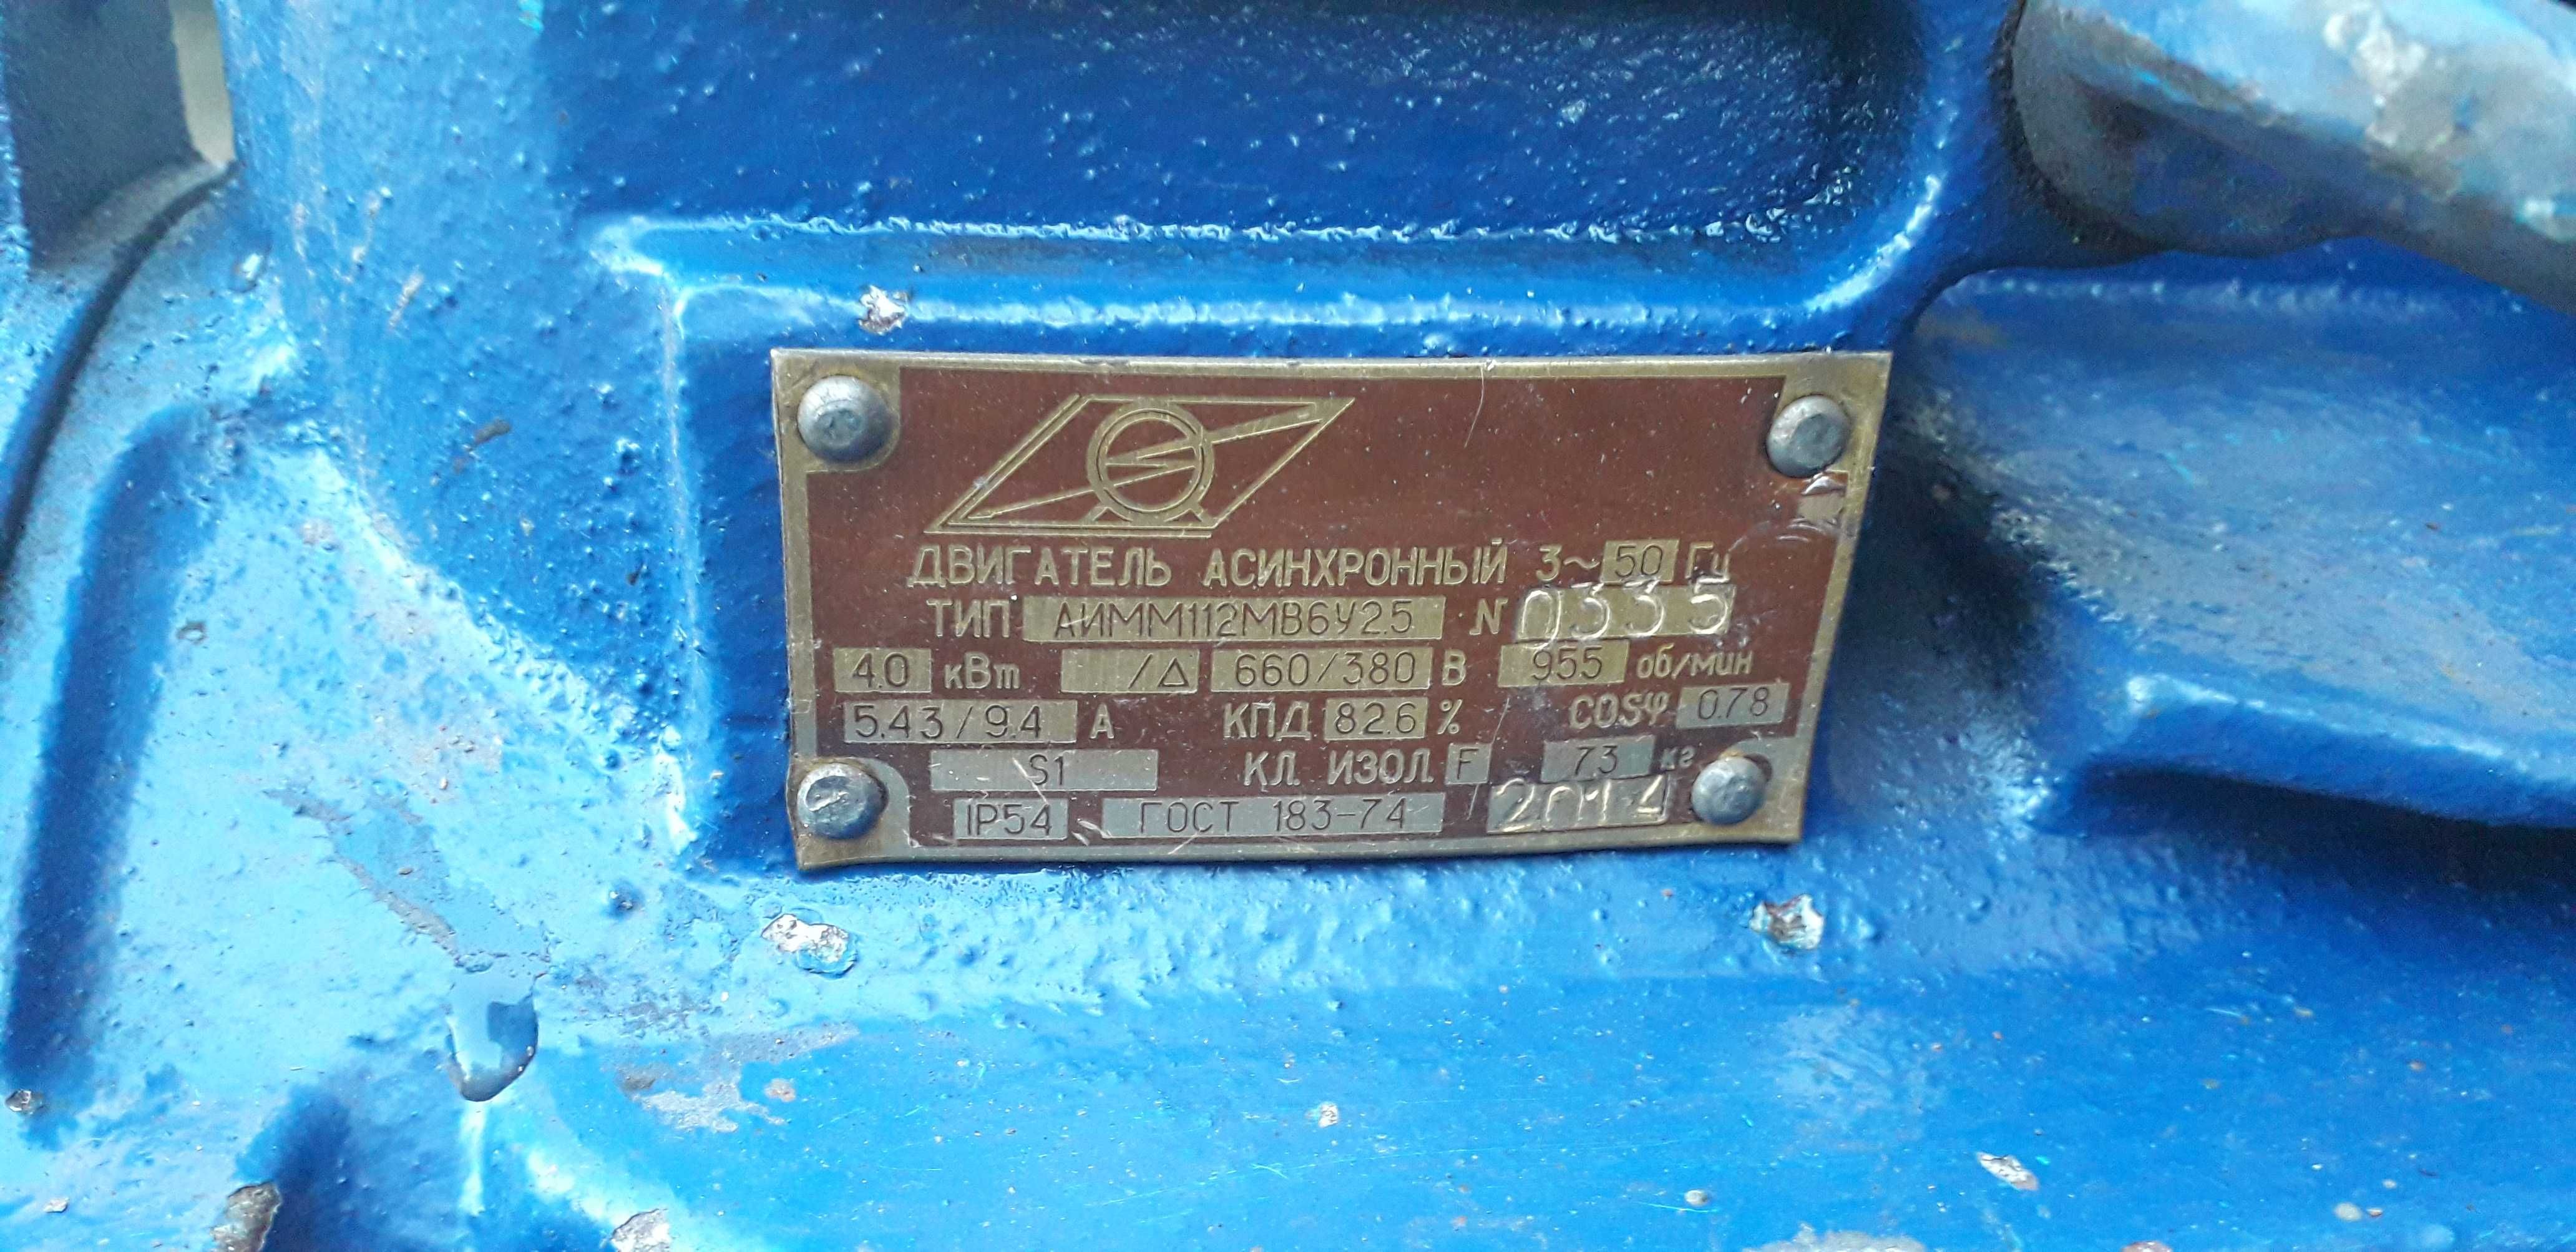 ДВИГАТЕЛЬ АСИНХРОННЫЙ 3~ 50 Гц
ТИП АИММ112МВ6У2.5 N 0335
4.0 кВт /△ 660/380 В 955 об/мин
5.43/9.4 А КПД 82.6 % COSφ 0.78
S1 КЛ. ИЗОЛ. F 73 кг
IP54 ГОСТ 183-74 2014